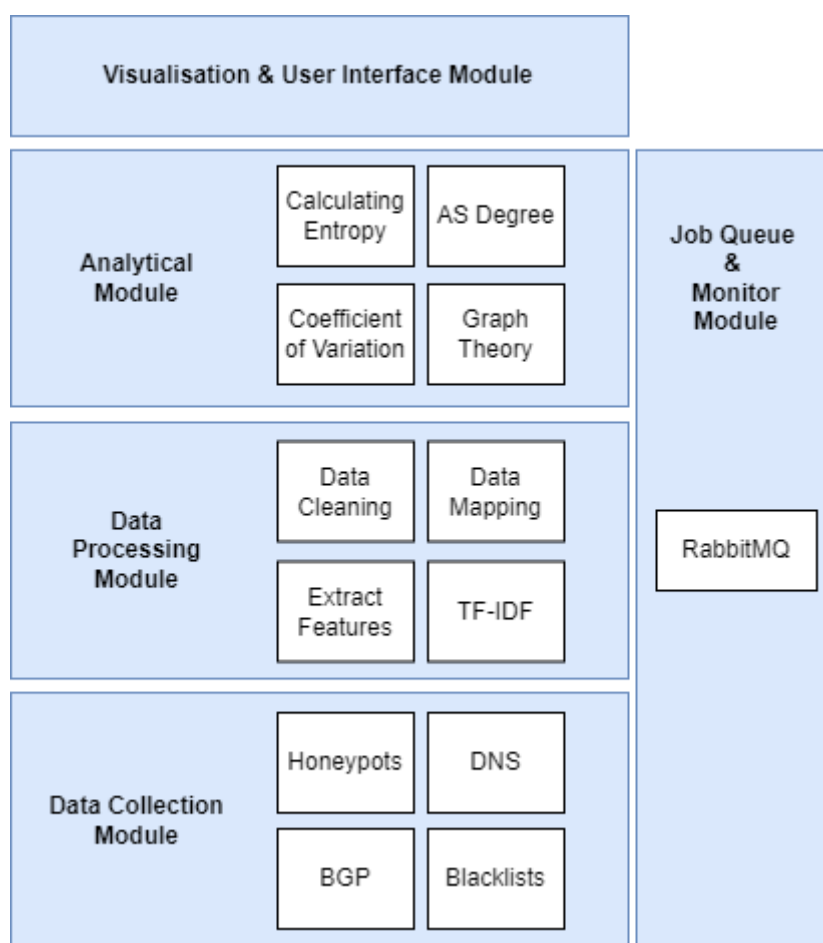 Visualisation & User Interface Module
Analytical
Module
Calculating
Entropy
AS Degree
Coefficient
of Variation
Graph
Theory
Job Queue
&
Monitor
Module
Data
Processing
Module
Data
Cleaning
Data
Mapping
Extract
Features
TF-IDF
RabbitMQ
Data Collection
Module
Honeypots
DNS
BGP
Blacklists